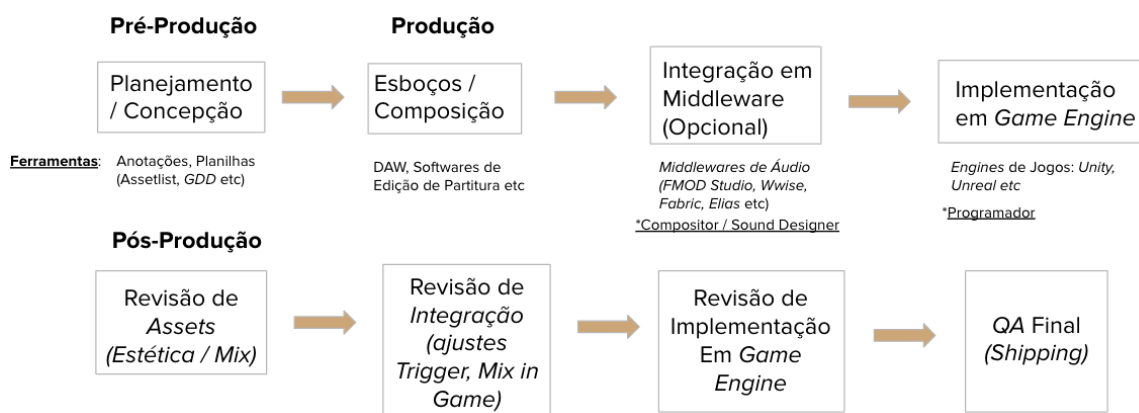 Pré-Produção
Produção
Planejamento
/ Concepção
Esboços /
Composição
Integração em
Middleware
(Opcional)
Implementação
em Game Engine
Ferramentas:
Anotações, Planilhas
(Assetlist, GDD etc)
DAW, Softwares de
Edição de Partitura etc
Middlewares de Áudio
(FMOD Studio, Wwise,
Fabric, Elias etc)
*Compositor / Sound Designer
Engines de Jogos: Unity,
Unreal etc
*Programador
Pós-Produção
Revisão de
Assets
(Estética / Mix)
Revisão de
Integração
(ajustes
Trigger, Mix in
Game)
Revisão de
Implementação
Em Game
Engine
QA Final
(Shipping)